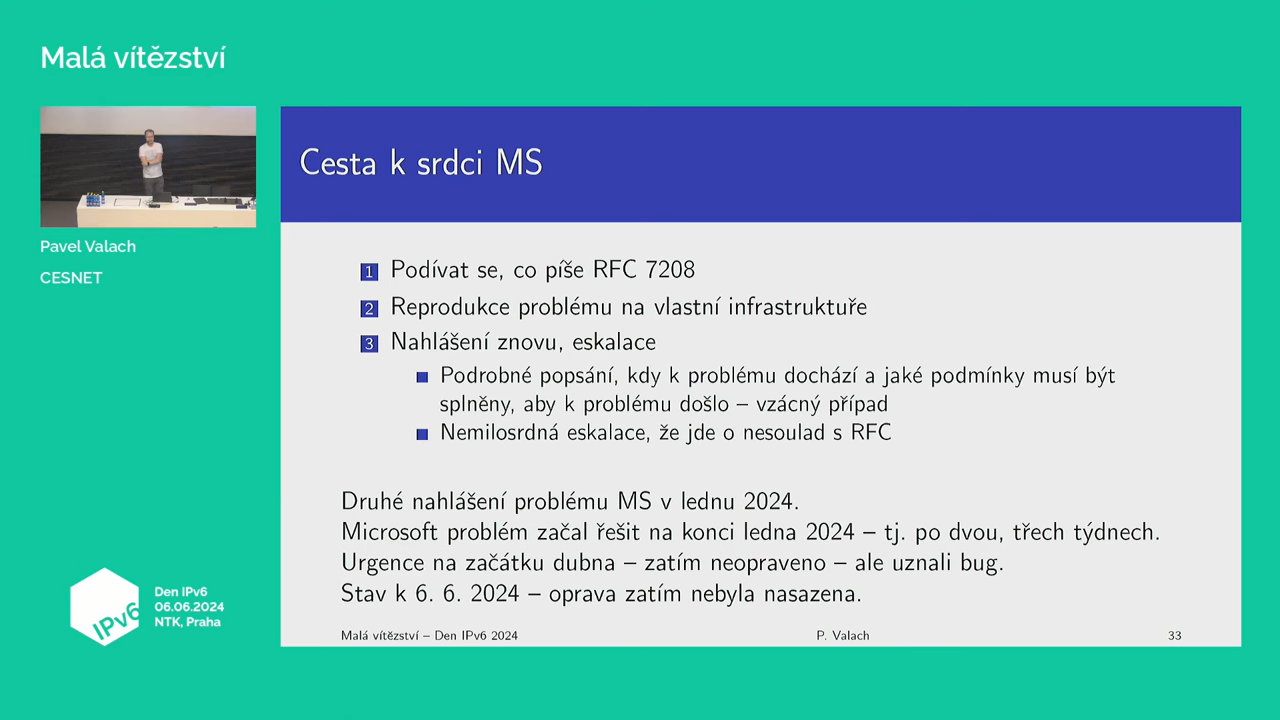 Malá vítězství
Pavel Valach
CESNET
Cesta k srdci MS
1 Podívat se, co píše RFC 7208
2 Reprodukce problému na vlastní infrastruktuře
3 Nahlášení znovu, eskalace
Podrobné popsání, kdy k problému dochází a jaké podmínky musí být
splněny, aby k problému došlo – vzácný případ
Nemilosrdná eskalace, že jde o nesoulad s RFC
Druhé nahlášení problému MS v lednu 2024.
Microsoft problém začal řešit na konci ledna 2024 – tj. po dvou, třech týdnech.
Urgence na začátku dubna – zatím neopraveno – ale uznali bug.
Stav k 6. 6. 2024 – oprava zatím nebyla nasazena.
Malá vítězství – Den IPv6 2024 P. Valach 33
IPv6
Den IPv6
06.06.2024
NTK, Praha